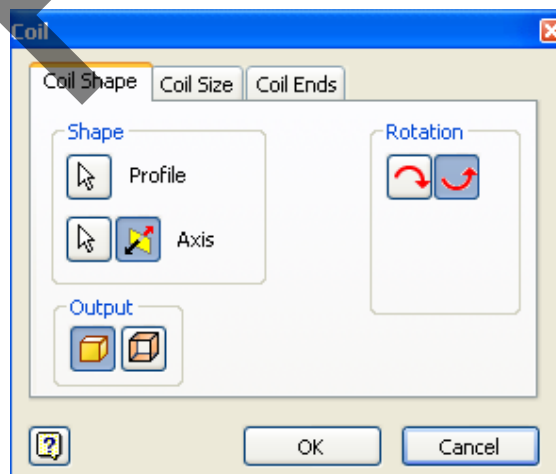 Coil
Coil Shape Coil Size Coil Ends
Shape Rotation
Profile
Axis
Output
OK Cancel